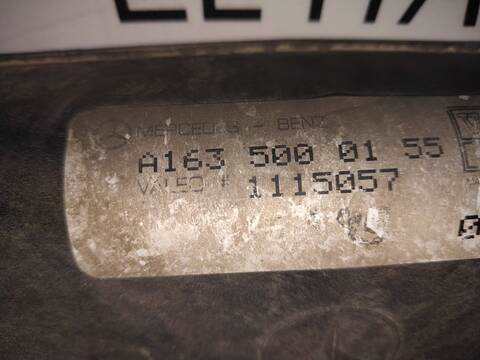 MERCEDES - BENZ
A163 500 01 55
VALEO # 1115057